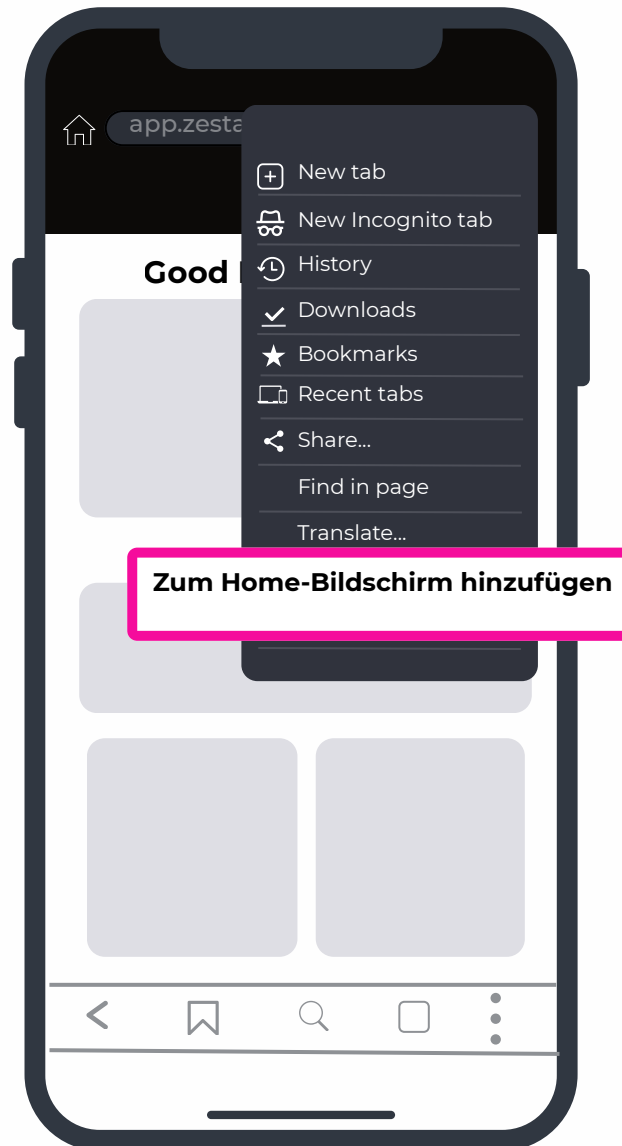 app.zesta
Good
New tab
New Incognito tab
History
Downloads
Bookmarks
Recent tabs
Share...
Find in page
Translate...
Zum Home-Bildschirm hinzufügen